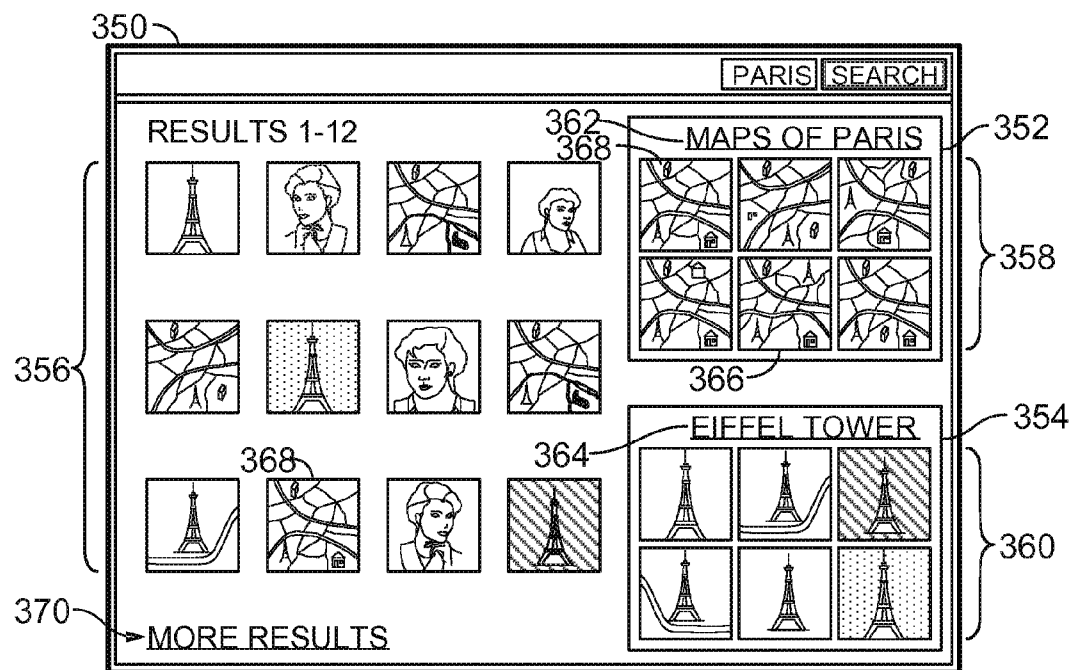 350
PARIS SEARCH
RESULTS 1-12
362 MAPS OF PARIS 352
368
356
358
366
354
364 EIFFEL TOWER
368
360
370 MORE RESULTS